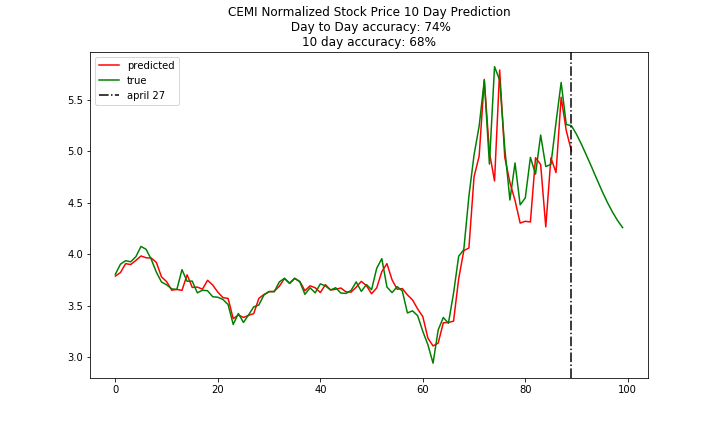 CEMI Normalized Stock Price 10 Day Prediction
Day to Day accuracy: 74%
10 day accuracy: 68%
predicted
true
april 27
5.5
5.0
4.5
4.0
3.5
3.0
0
20
40
60
80
100